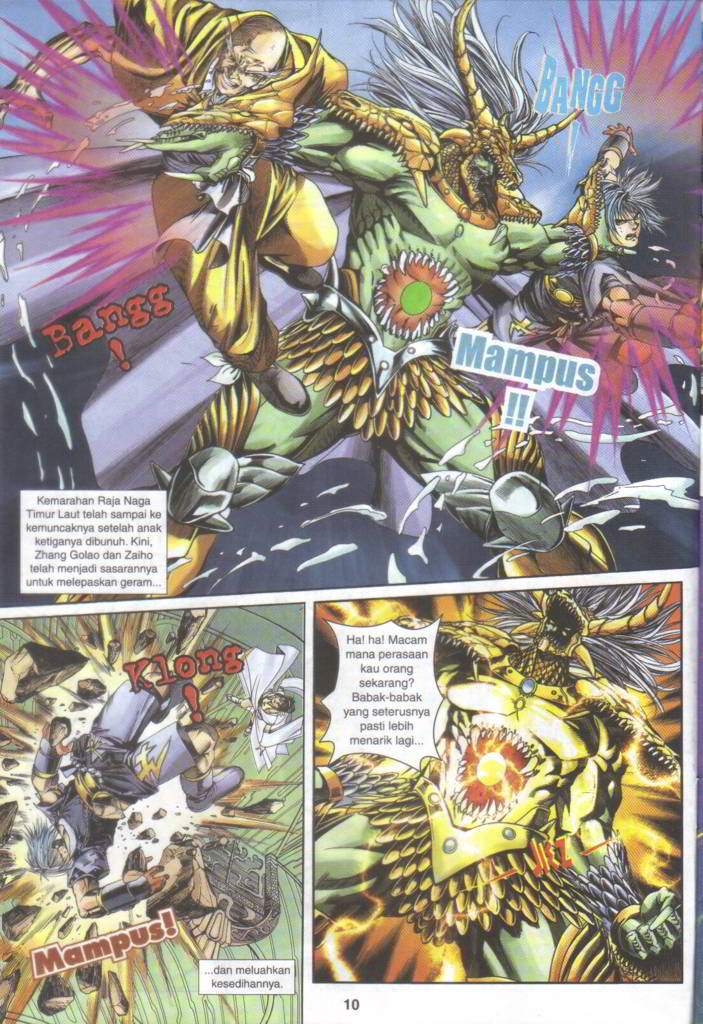 BANGG
Bangg
!
Mampus
!!
Kemarahan Raja Naga
Timur Laut telah sampai ke
kemuncaknya setelah anak
ketiganya dibunuh. Kini,
Zhang Golao dan Zaiho
telah menjadi sasarannya
untuk melepaskan geram...
Klong
!
Mampus!
...dan meluahkan
kesedihannya.
Ha! ha! Macam
mana perasaan
kau orang
sekarang?
Babak-babak
yang seterusnya
pasti lebih
menarik lagi...
10